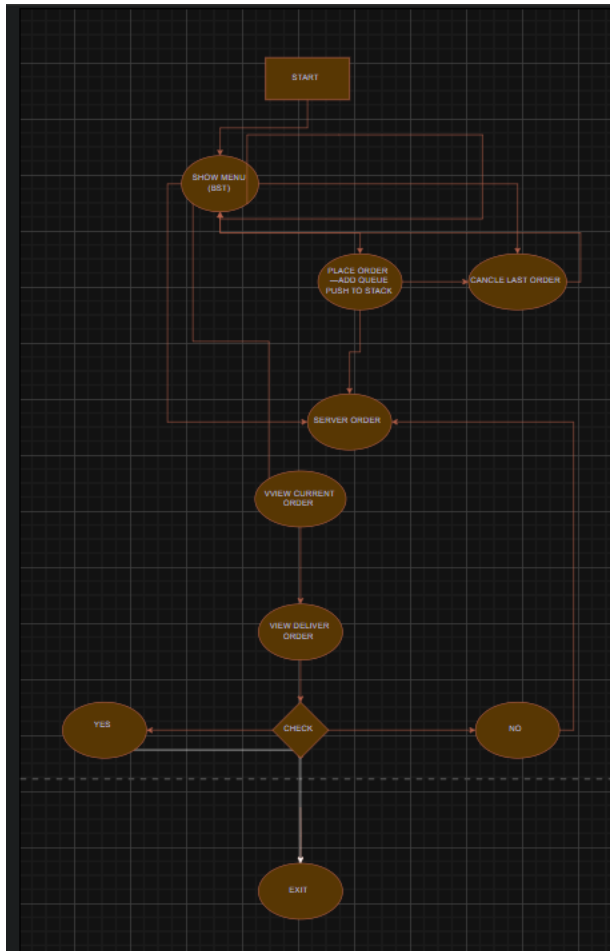 START
SHOW MENU
(BST)
PLACE ORDER
—ADD QUEUE
PUSH TO STACK
CANCLE LAST ORDER
SERVER ORDER
VVIEW CURRENT
ORDER
VIEW DELIVER
ORDER
YES
CHECK
NO
EXIT